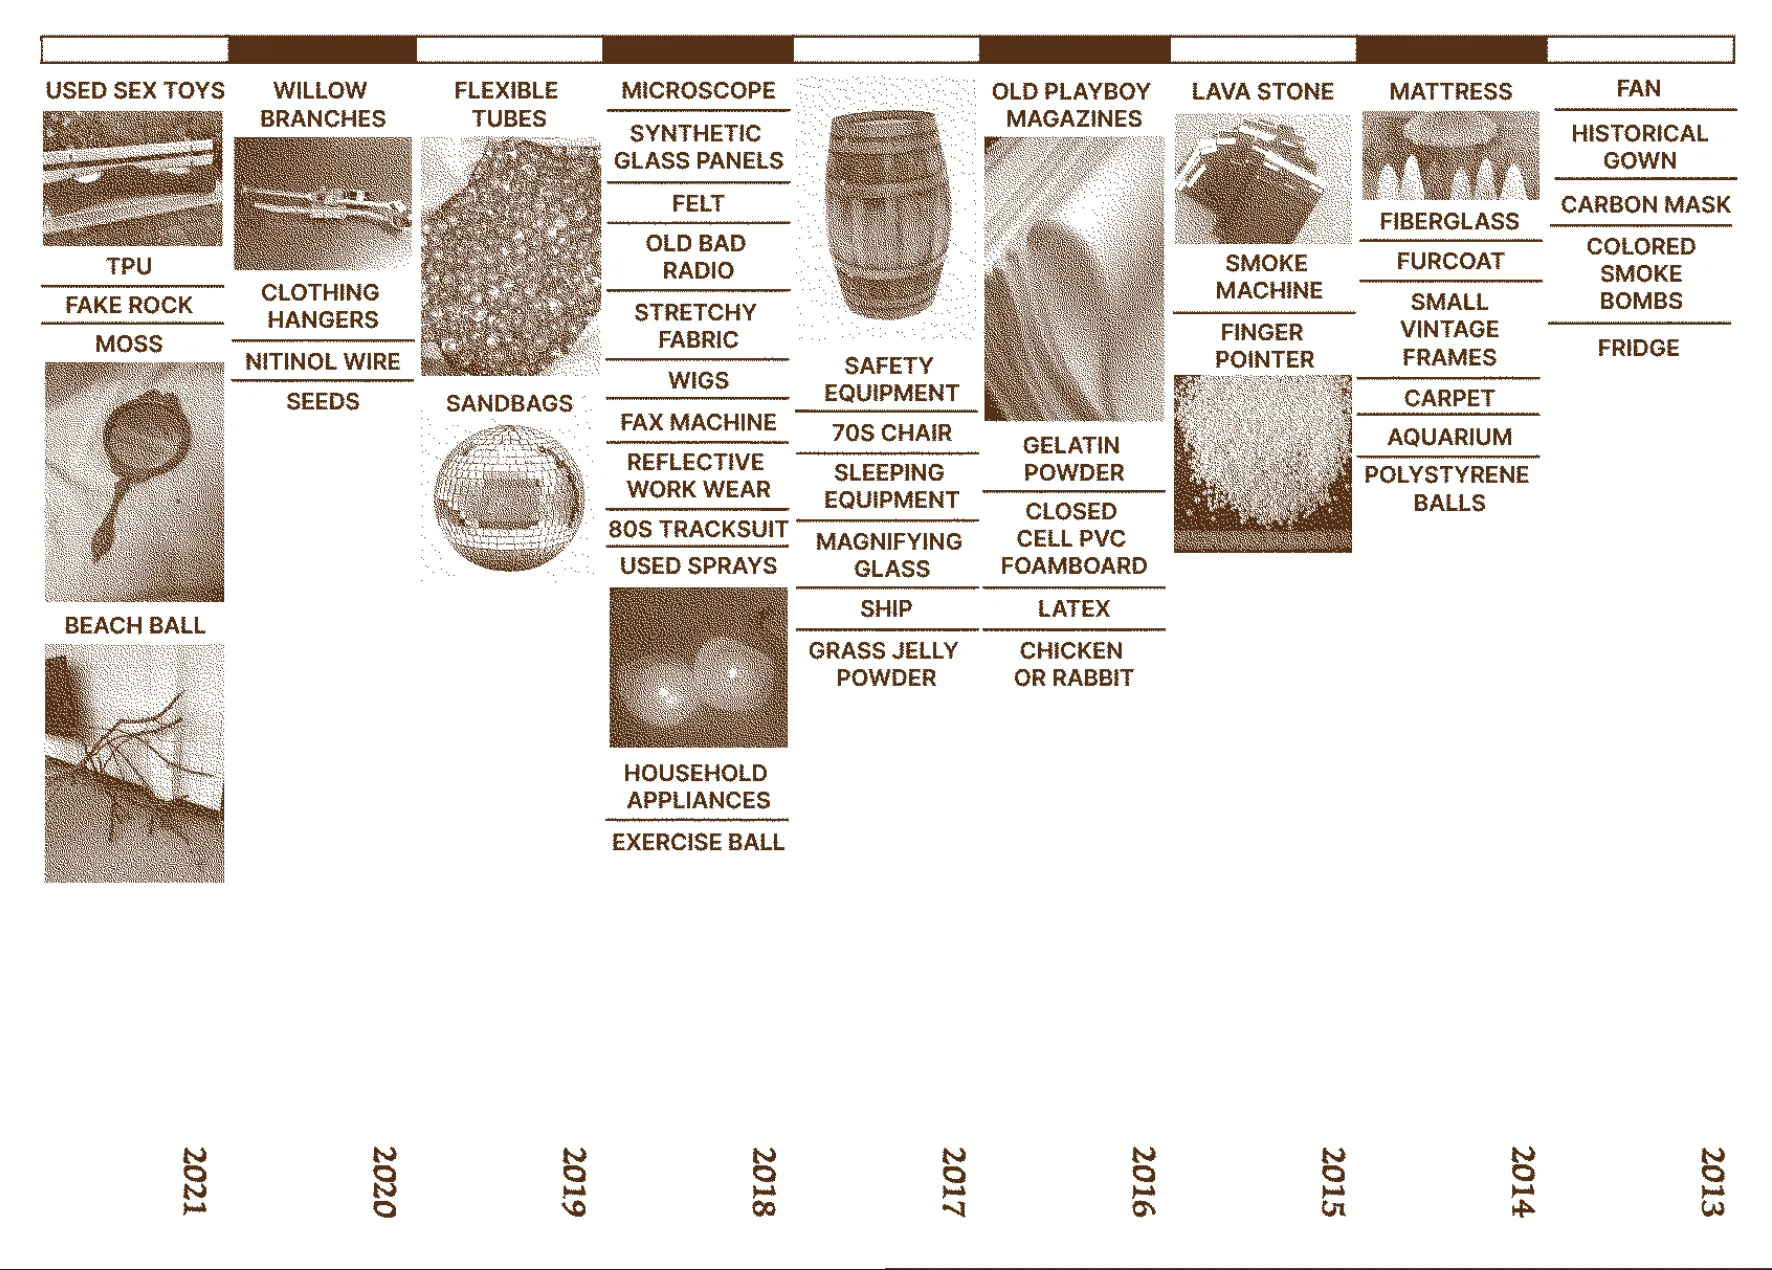 USED SEX TOYS
TPU
FAKE ROCK
MOSS
BEACH BALL
WILLOW
BRANCHES
CLOTHING
HANGERS
NITINOL WIRE
SEEDS
FLEXIBLE
TUBES
SANDBAGS
MICROSCOPE
SYNTHETIC
GLASS PANELS
FELT
OLD BAD
RADIO
STRETCHY
FABRIC
WIGS
FAX MACHINE
REFLECTIVE
WORK WEAR
80S TRACKSUIT
USED SPRAYS
HOUSEHOLD
APPLIANCES
EXERCISE BALL
SAFETY
EQUIPMENT
70S CHAIR
SLEEPING
EQUIPMENT
MAGNIFYING
GLASS
SHIP
GRASS JELLY
POWDER
OLD PLAYBOY
MAGAZINES
GELATIN
POWDER
CLOSED
CELL PVC
FOAMBOARD
LATEX
CHICKEN
OR RABBIT
LAVA STONE
SMOKE
MACHINE
FINGER
POINTER
MATTRESS
FIBERGLASS
FURCOAT
SMALL
VINTAGE
FRAMES
CARPET
AQUARIUM
POLYSTYRENE
BALLS
FAN
HISTORICAL
GOWN
CARBON MASK
COLORED
SMOKE
BOMBS
FRIDGE
2021
2020
2019
2018
2017
2016
2015
2014
2013